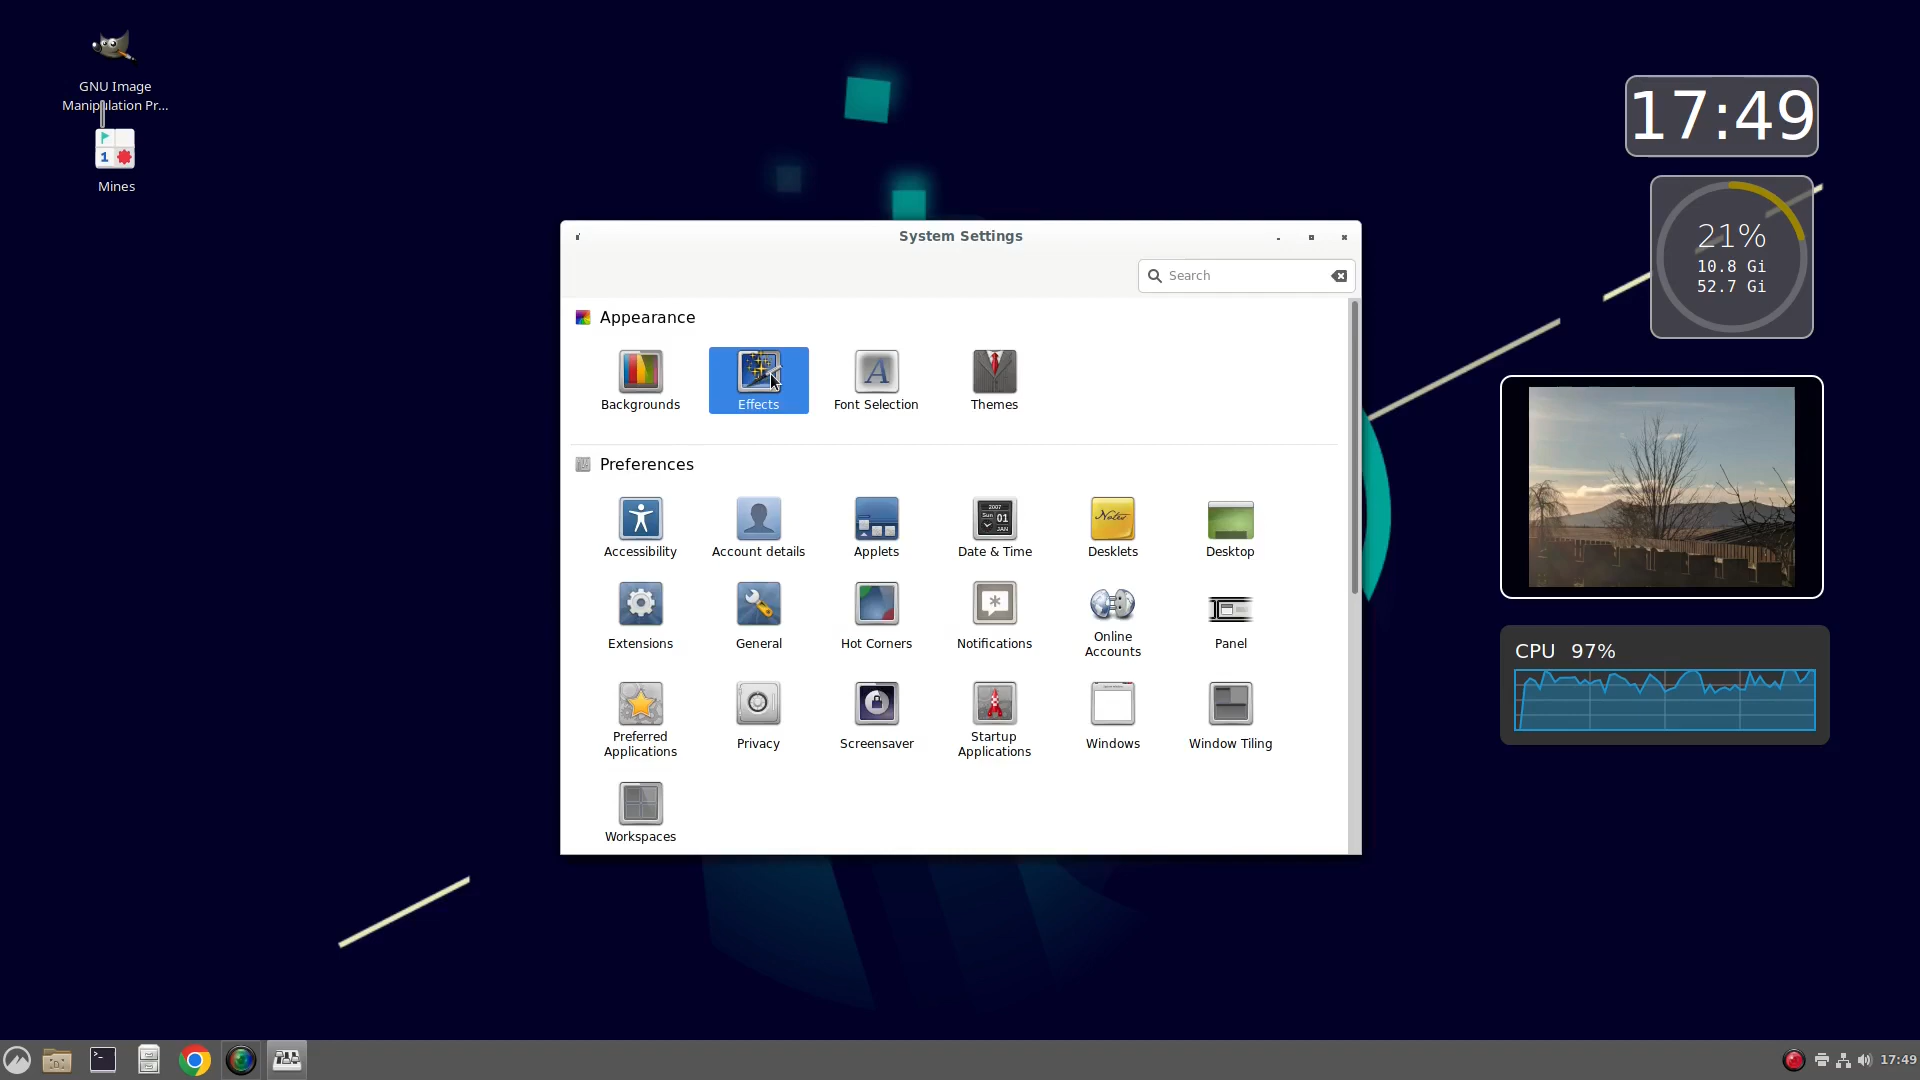 GNU Image
Manipulation Pr...
Mines
17:49
21%
10.8 Gi
52.7 Gi
System Settings
Search
Appearance
Backgrounds
Effects
Font Selection
Themes
Preferences
Accessibility
Account details
Applets
Date & Time
Desklets
Desktop
Extensions
General
Hot Corners
Notifications
Online
Accounts
Panel
Preferred
Applications
Privacy
Screensaver
Startup
Applications
Windows
Window Tiling
Workspaces
CPU 97%
17:49